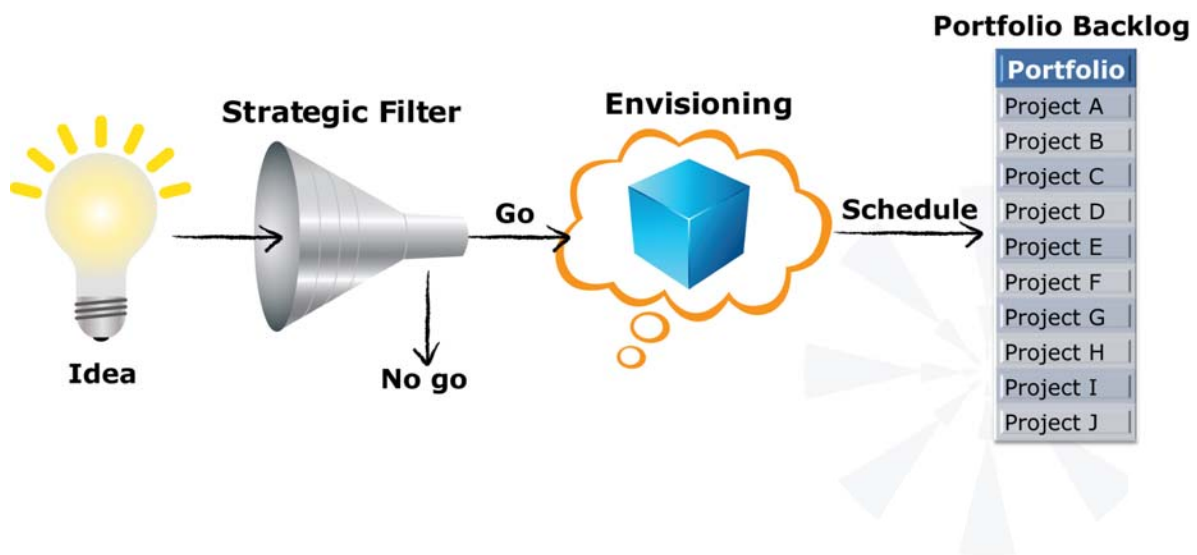 Idea
Strategic Filter
Go
No go
Envisioning
Schedule
Portfolio Backlog
Portfolio
Project A
Project B
Project C
Project D
Project E
Project F
Project G
Project H
Project I
Project J